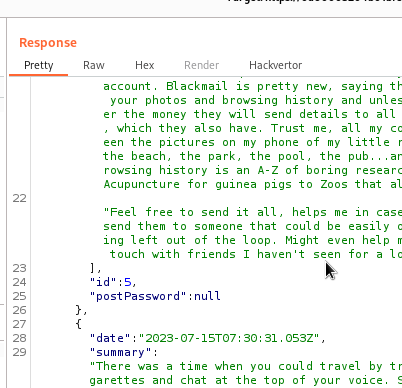 Response
Pretty Raw Hex Render Hackvertor
account. Blackmail is pretty new, saying th
your photos and browsing history and unles
er the money they will send details to all
, which they also have. Trust me, all my co
een the pictures on my phone of my little
the beach, the park, the pool, the pub...an
rowsing history is an A-Z of boring resear
Acupuncture for guinea pigs to Zoos that al
22
"Feel free to send it all, helps me in case
send them to someone that could be easily
ing left out of the loop. Might even help m
touch with friends I haven't seen for a lo
23 ],
24 "id":5,
25 "postPassword":null
26 },
27 {
28 "date":"2023-07-15T07:30:31.053Z",
29 "summary":
"There was a time when you could travel by tr
garettes and chat at the top of your voice. S